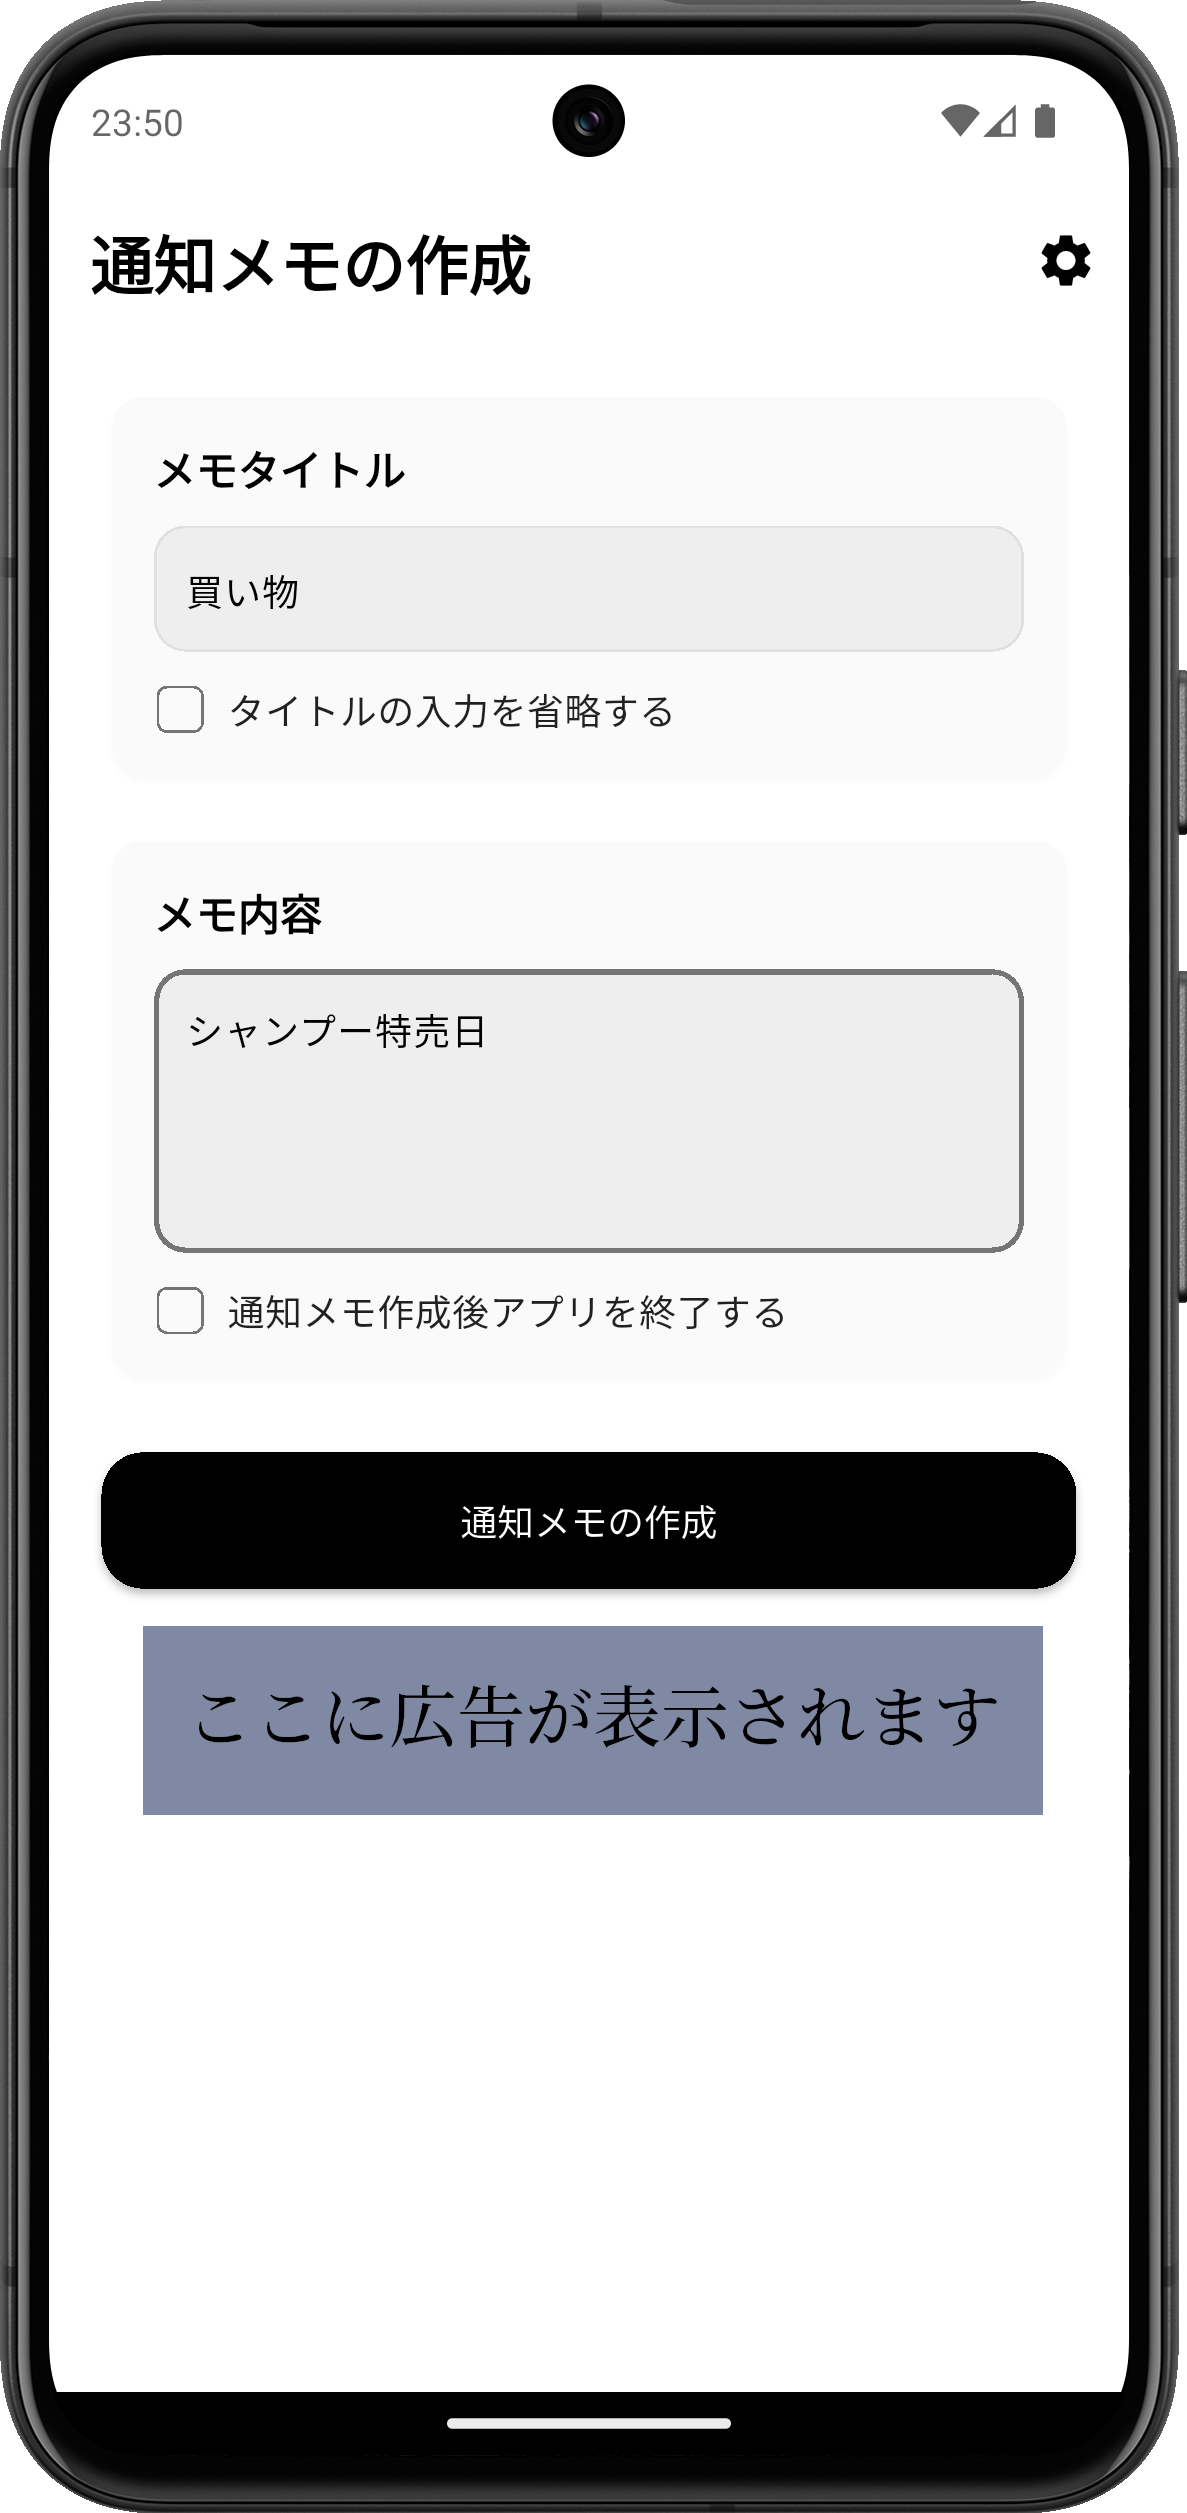 23:50
通知メモの作成
メモタイトル
買い物
タイトルの入力を省略する
メモ内容
シャンプー特売日
通知メモ作成後アプリを終了する
通知メモの作成
ここに広告が表示されます